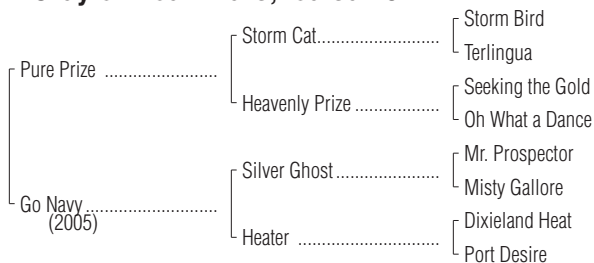 Storm Bird
Storm Cat
Terlingua
Pure Prize
Seeking the Gold
Heavenly Prize
Oh What a Dance
Mr. Prospector
Silver Ghost
Misty Gallore
Go Navy
(2005)
Dixieland Heat
Heater
Port Desire